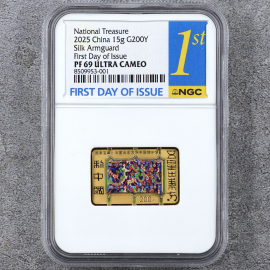 National Treasure
2025 China 15g G200Y
Silk Armguard
First Day of Issue
PF 69 ULTRA CAMEO
8509953-001
1st
FIRST DAY OF ISSUE
NGC
200